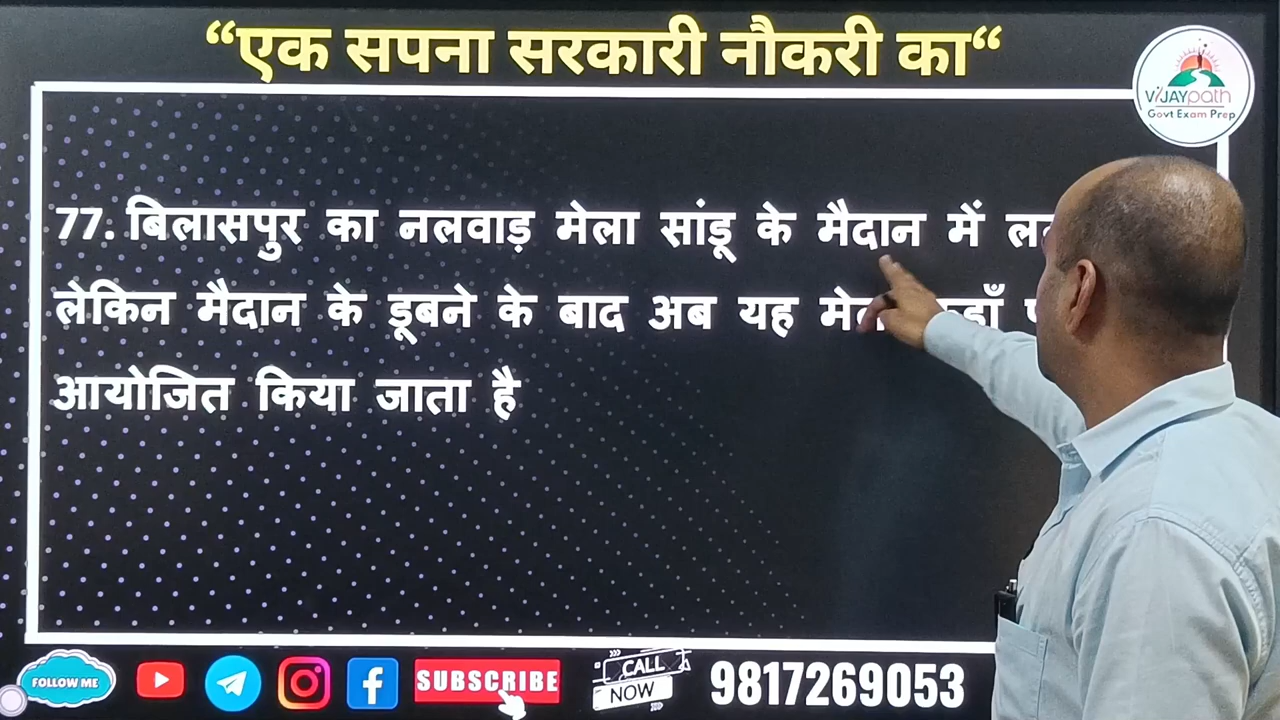 “एक सपना सरकारी नौकरी का“
VIJAYpath
Govt Exam Prep
77. बिलासपुर का नलवाड़ मेला सांडू के मैदान में
लेकिन मैदान के डूबने के बाद अब यह
आयोजित किया जाता है
FOLLOW ME
SUBSCRIBE
CALL
NOW
9817269053